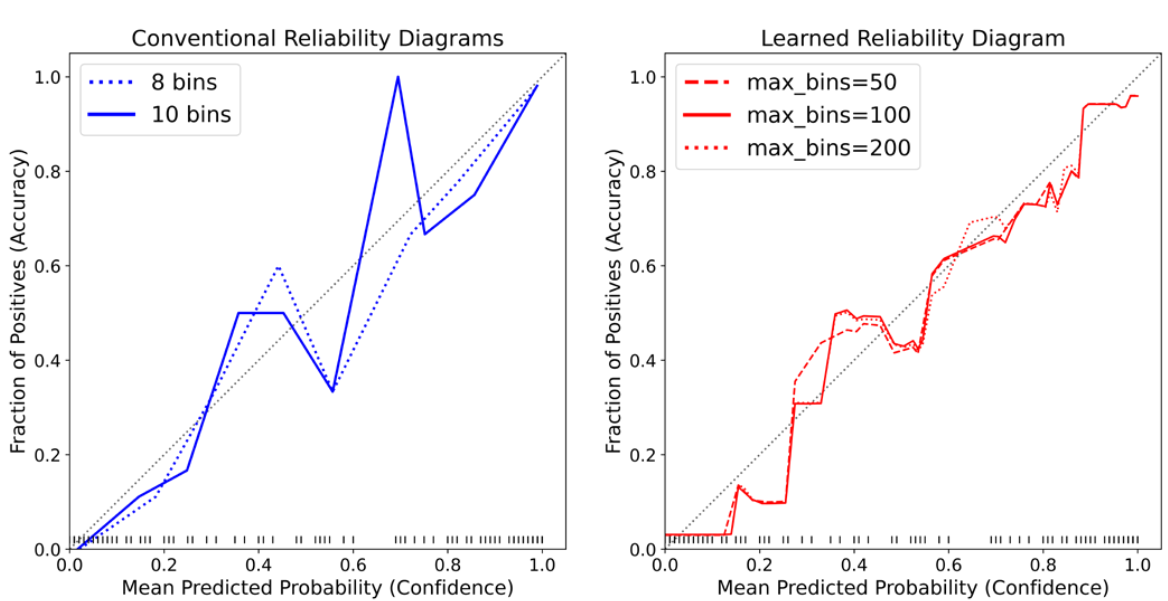 Conventional Reliability Diagrams
8 bins
10 bins
1.0
0.8
0.6
0.4
0.2
0.0
Fraction of Positives (Accuracy)
0.0 0.2 0.4 0.6 0.8 1.0
Mean Predicted Probability (Confidence)
Learned Reliability Diagram
max_bins=50
max_bins=100
max_bins=200
1.0
0.8
0.6
0.4
0.2
0.0
Fraction of Positives (Accuracy)
0.0 0.2 0.4 0.6 0.8 1.0
Mean Predicted Probability (Confidence)